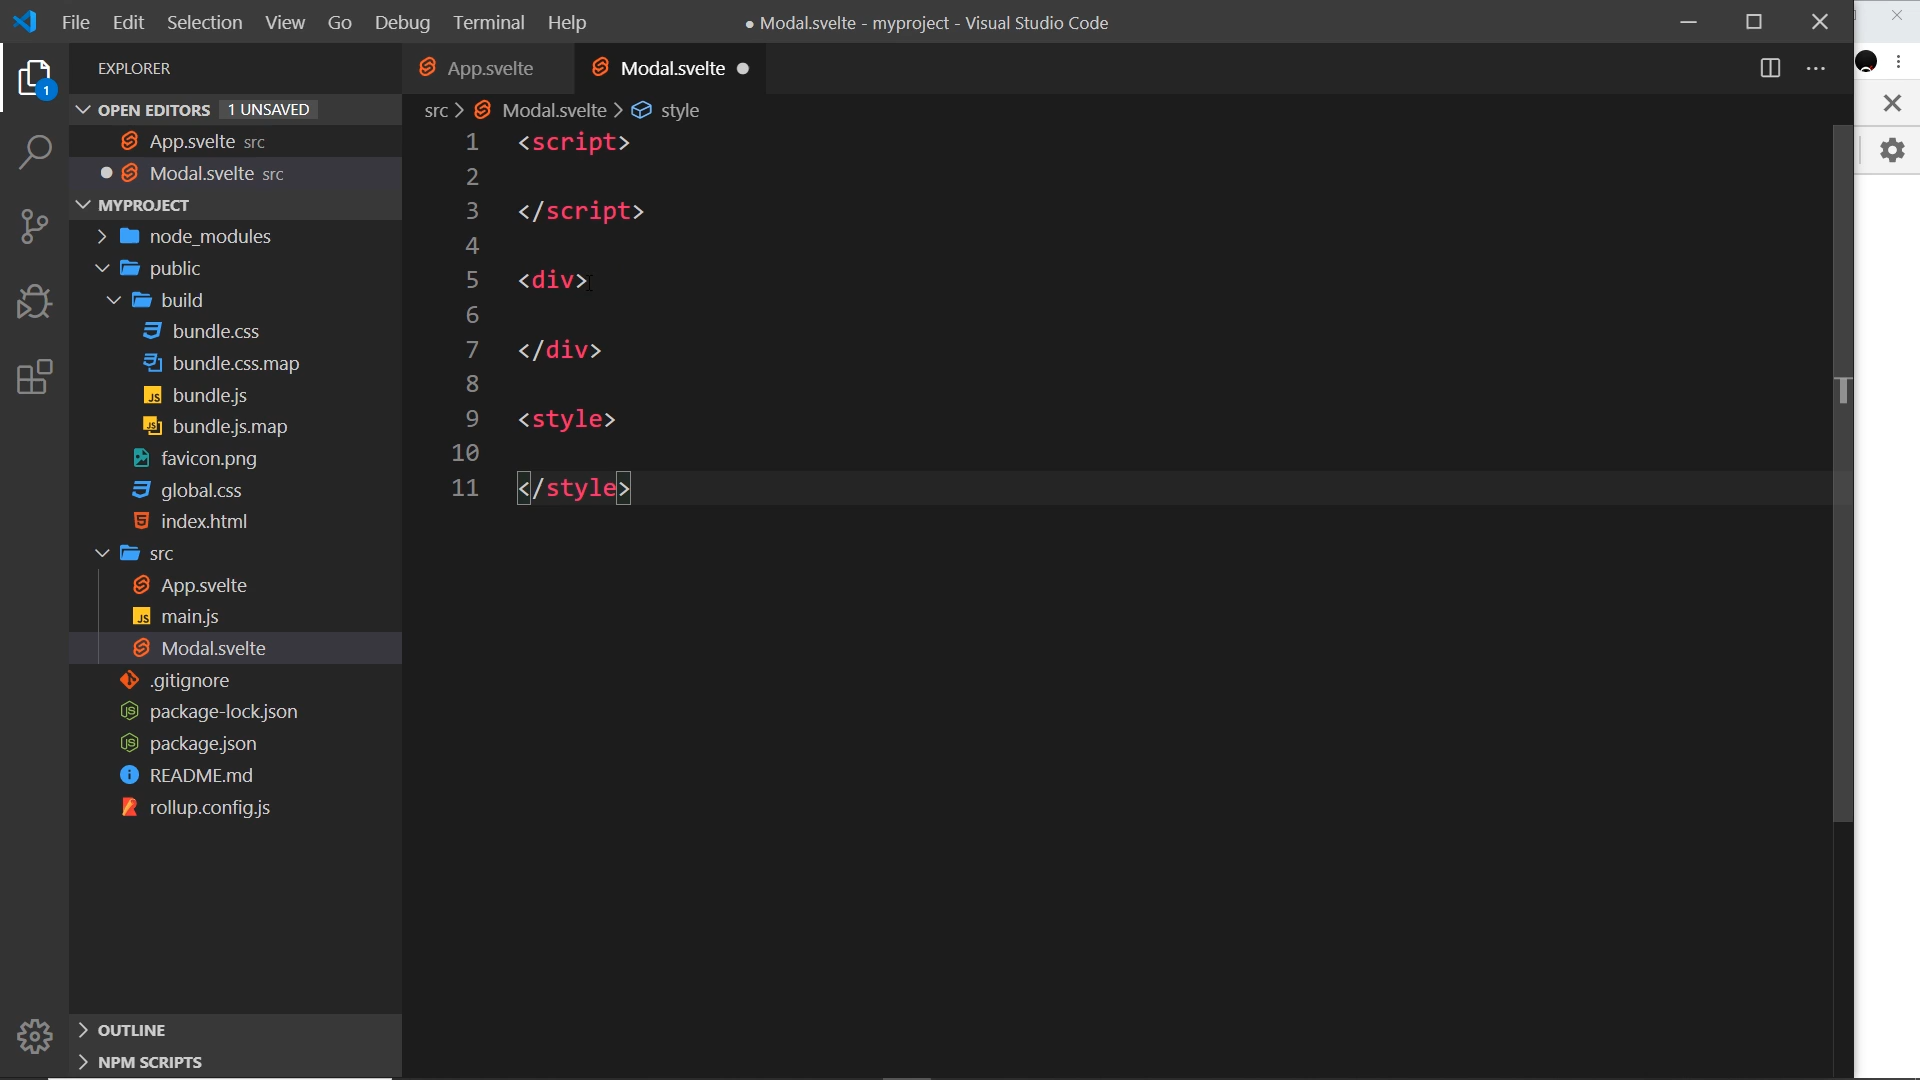 File Edit Selection View Go Debug Terminal Help
● Modal.svelte - myproject - Visual Studio Code
EXPLORER
App.svelte
Modal.svelte
OPEN EDITORS 1 UNSAVED
src > Modal.svelte > style
App.svelte src
Modal.svelte src
MYPROJECT
node_modules
public
build
bundle.css
bundle.css.map
bundle.js
bundle.js.map
favicon.png
global.css
index.html
src
App.svelte
main.js
Modal.svelte
.gitignore
package-lock.json
package.json
README.md
rollup.config.js
OUTLINE
NPM SCRIPTS
1
1 <script>
2
3 </script>
4
5 <div>
6
7 </div>
8
9 <style>
10
11 </style>